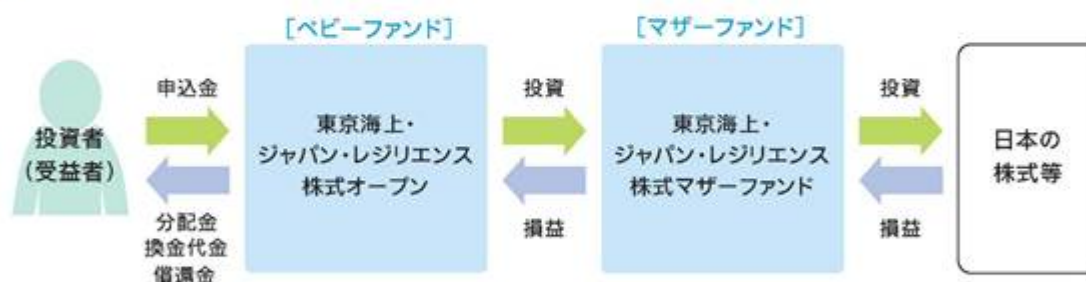 [ベビーファンド]
[マザーファンド]
投資者
(受益者)
申込金
分配金
換金代金
償還金
東京海上・
ジャパン・レジリエンス
株式オープン
投資
損益
東京海上・
ジャパン・レジリエンス
株式マザーファンド
投資
損益
日本の
株式等